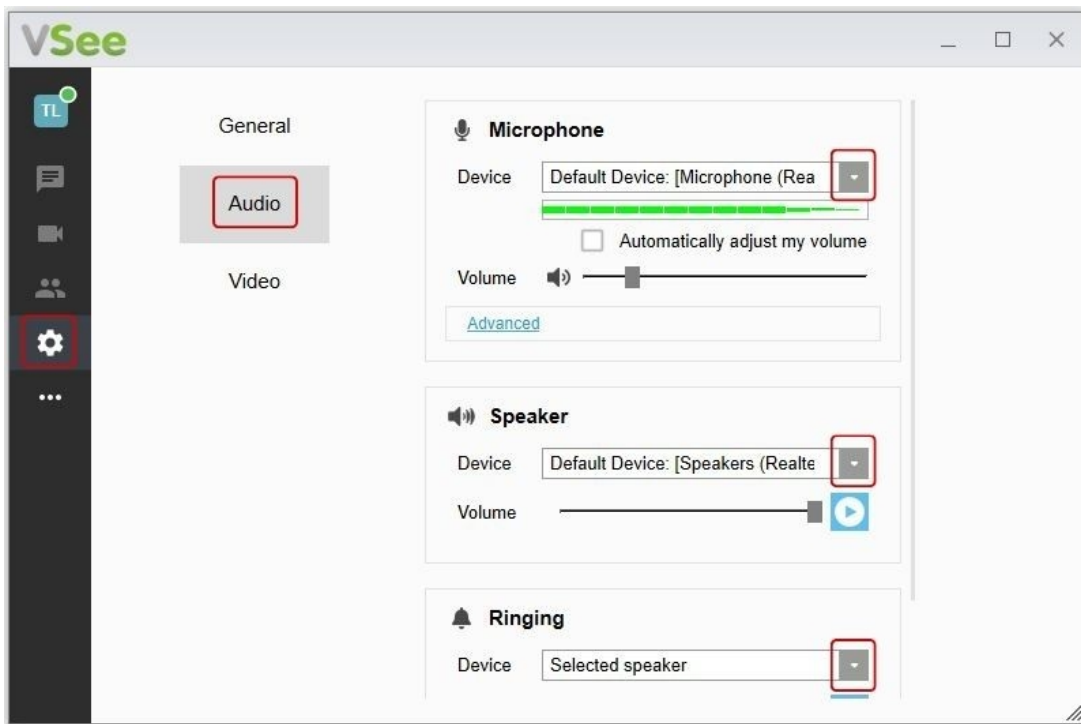 VSee
TL
General
Audio
Video
Microphone
Device Default Device: [Microphone (Rea
Automatically adjust my volume
Volume
Advanced
Speaker
Device Default Device: [Speakers (Realte
Volume
Ringing
Device Selected speaker